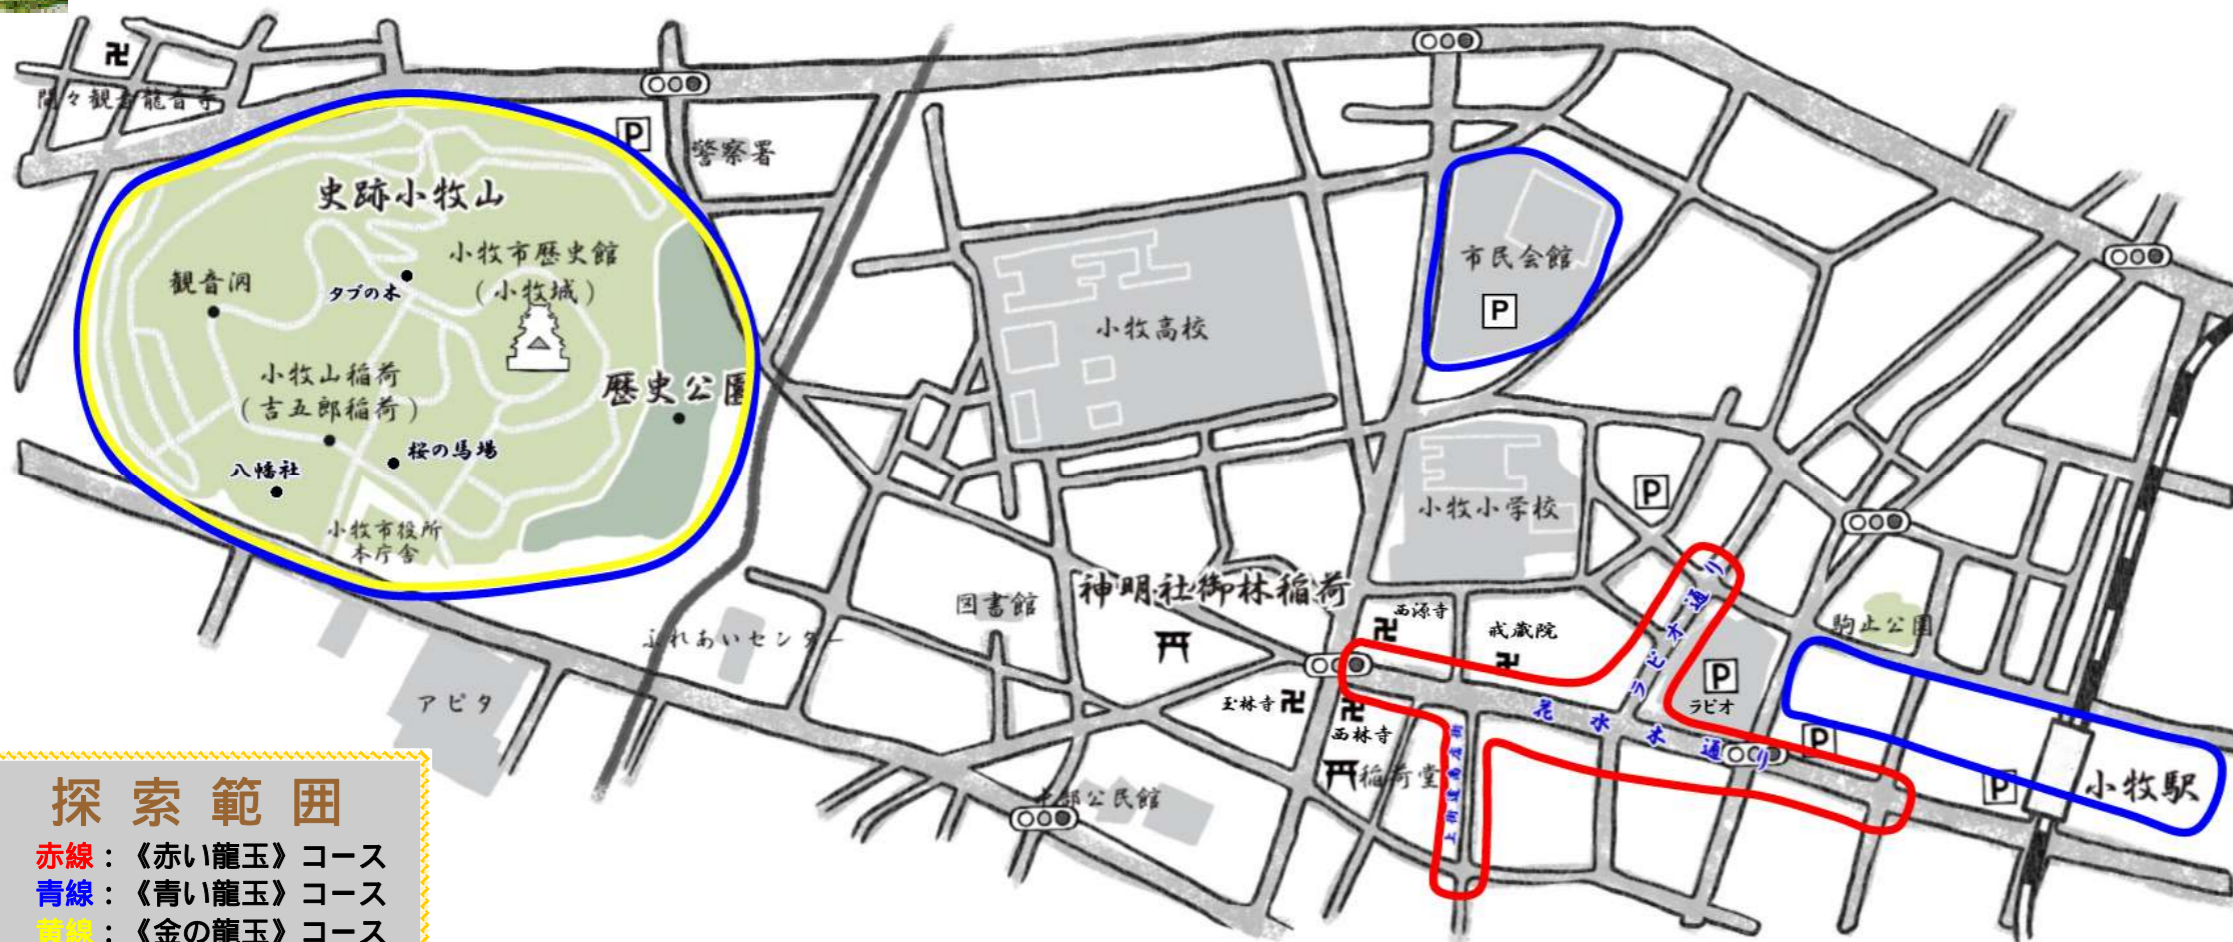 間々観音龍音寺
警察署
P
史跡小牧山
小牧市歴史館
(小牧城)
観音洞
タブの木
小牧山稲荷
(吉五郎稲荷)
歴史公園
桜の馬場
八幡社
小牧市役所
本庁舎
小牧高校
市民会館
P
小牧小学校
P
図書館
ふれあいセンター
アピタ
神明社御林稲荷
西源寺
戒蔵院
玉林寺
西林寺
稲荷堂
上街道商店街
花水木通り
ラピオ通り
P
ラピオ
P
駒止公園
P
小牧駅
中部公民館
探索範囲
赤線:《赤い龍玉》コース
青線:《青い龍玉》コース
黄線:《金の龍玉》コース